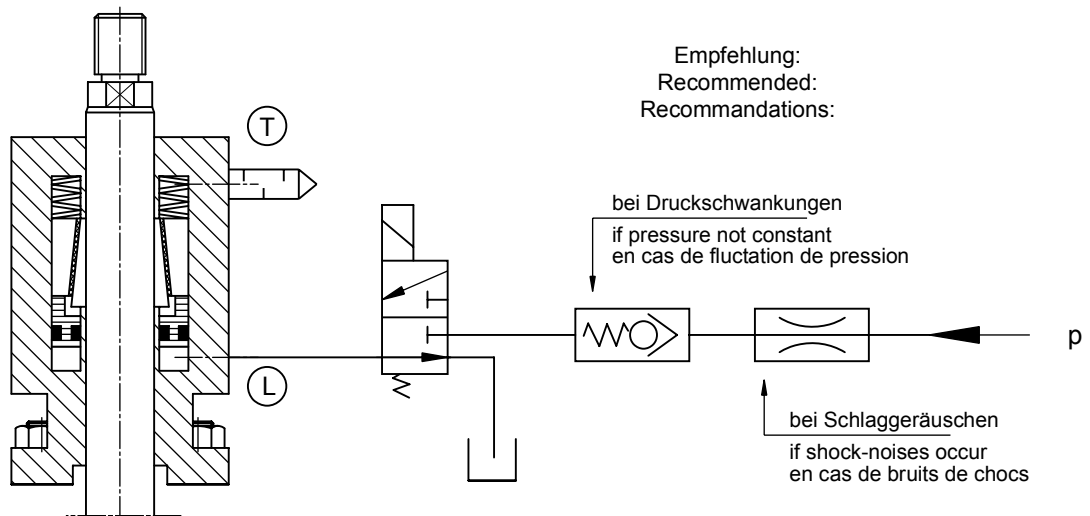 Empfehlung:
Recommended:
Recommandations:
T
bei Druckschwankungen
if pressure not constant
en cas de fluctation de pression
p
L
bei Schlaggeräuschen
if shock-noises occur
en cas de bruits de chocs